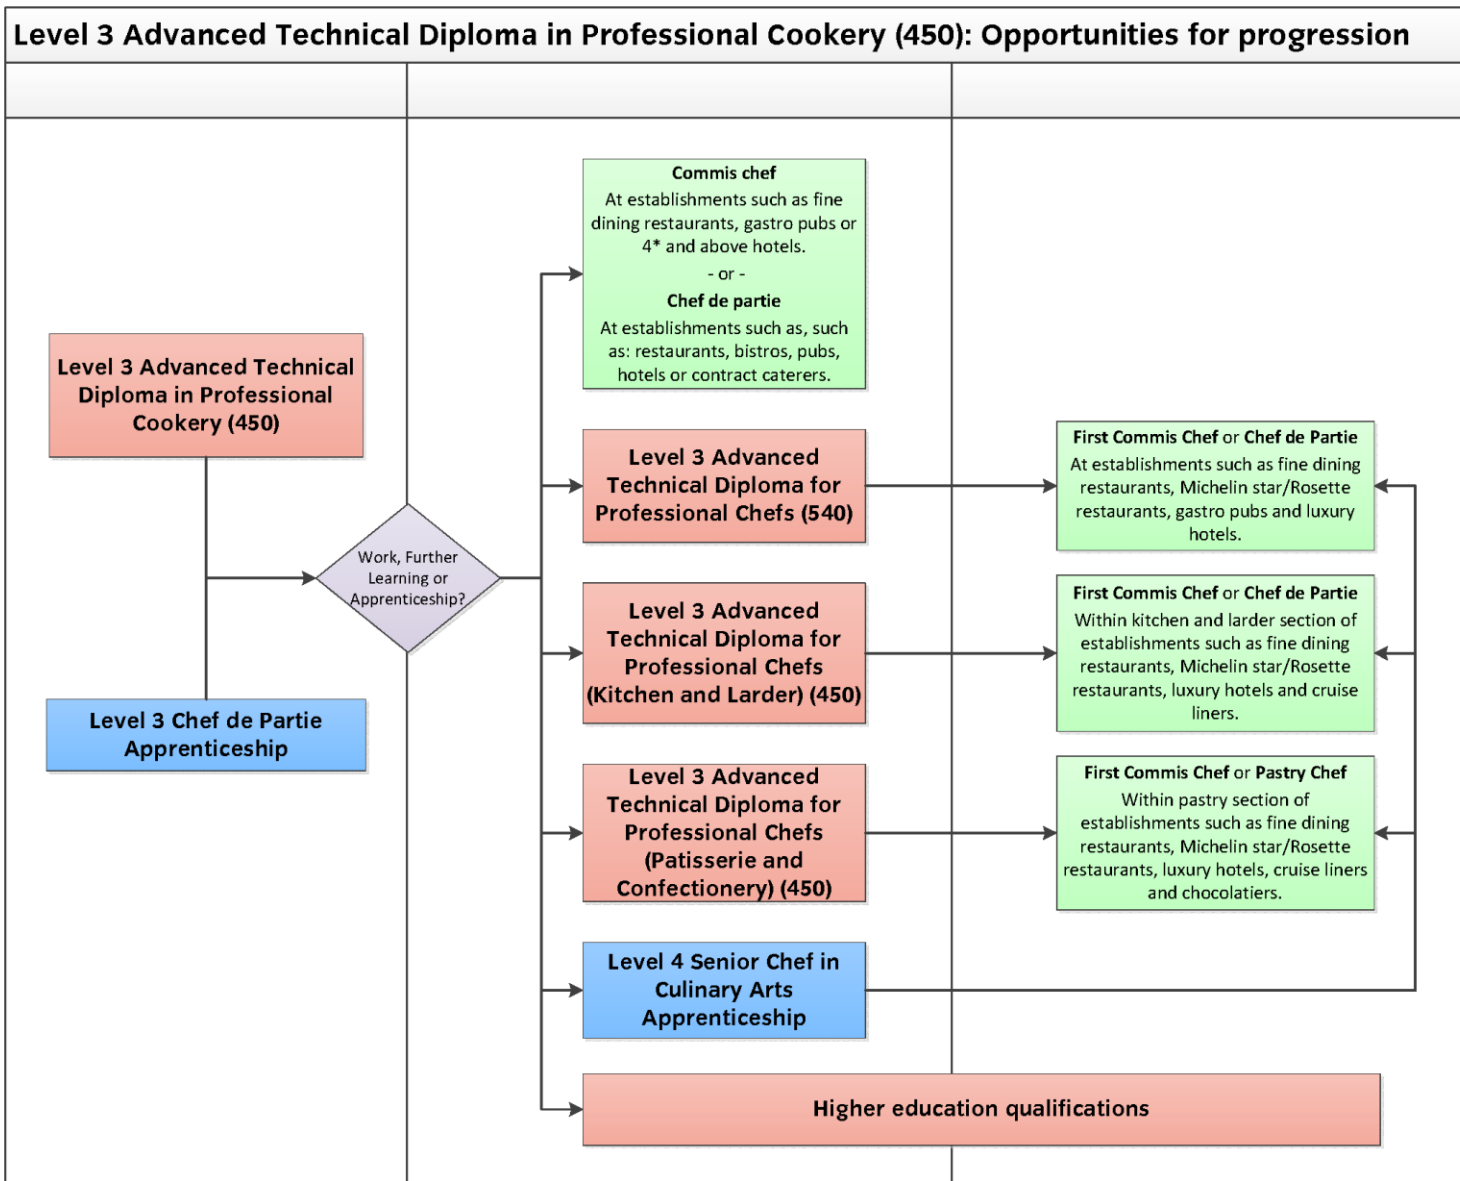 Level 3 Advanced Technical Diploma in Professional Cookery (450): Opportunities for progression
Level 3 Advanced Technical
Diploma in Professional
Cookery (450)
Level 3 Chef de Partie
Apprenticeship
Work, Further
Learning or
Apprenticeship?
Commis chef
At establishments such as fine
dining restaurants, gastro pubs or
4* and above hotels.
- or -
Chef de partie
At establishments such as, such
as: restaurants, bistros, pubs,
hotels or contract caterers.
Level 3 Advanced
Technical Diploma for
Professional Chefs (540)
Level 3 Advanced
Technical Diploma for
Professional Chefs
(Kitchen and Larder) (450)
Level 3 Advanced
Technical Diploma for
Professional Chefs
(Patisserie and
Confectionery) (450)
Level 4 Senior Chef in
Culinary Arts
Apprenticeship
Higher education qualifications
First Commis Chef or Chef de Partie
At establishments such as fine dining
restaurants, Michelin star/Rosette
restaurants, gastro pubs and luxury
hotels.
First Commis Chef or Chef de Partie
Within kitchen and larder section of
establishments such as fine dining
restaurants, Michelin star/Rosette
restaurants, luxury hotels and cruise
liners.
First Commis Chef or Pastry Chef
Within pastry section of
establishments such as fine dining
restaurants, Michelin star/Rosette
restaurants, luxury hotels, cruise liners
and chocolatiers.